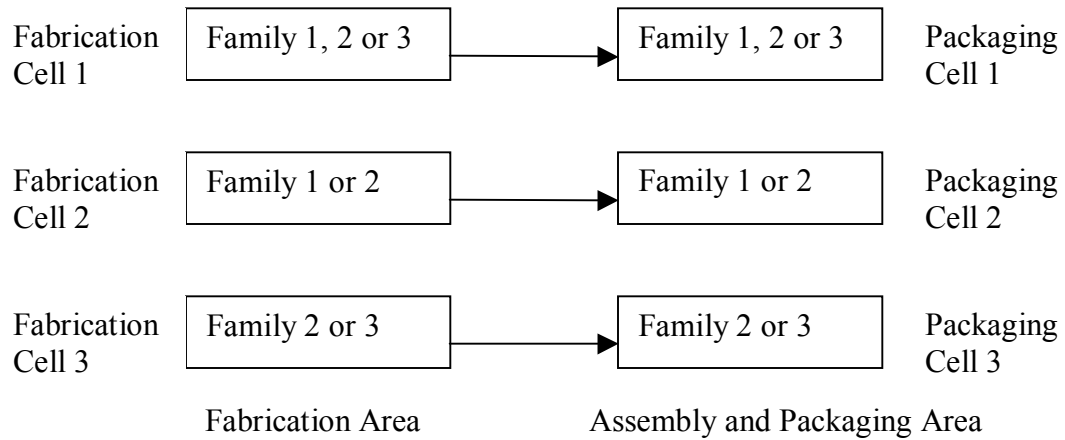 Fabrication
Cell 1
Family 1, 2 or 3
Family 1, 2 or 3
Packaging
Cell 1
Fabrication
Cell 2
Family 1 or 2
Family 1 or 2
Packaging
Cell 2
Fabrication
Cell 3
Family 2 or 3
Family 2 or 3
Packaging
Cell 3
Fabrication Area
Assembly and Packaging Area